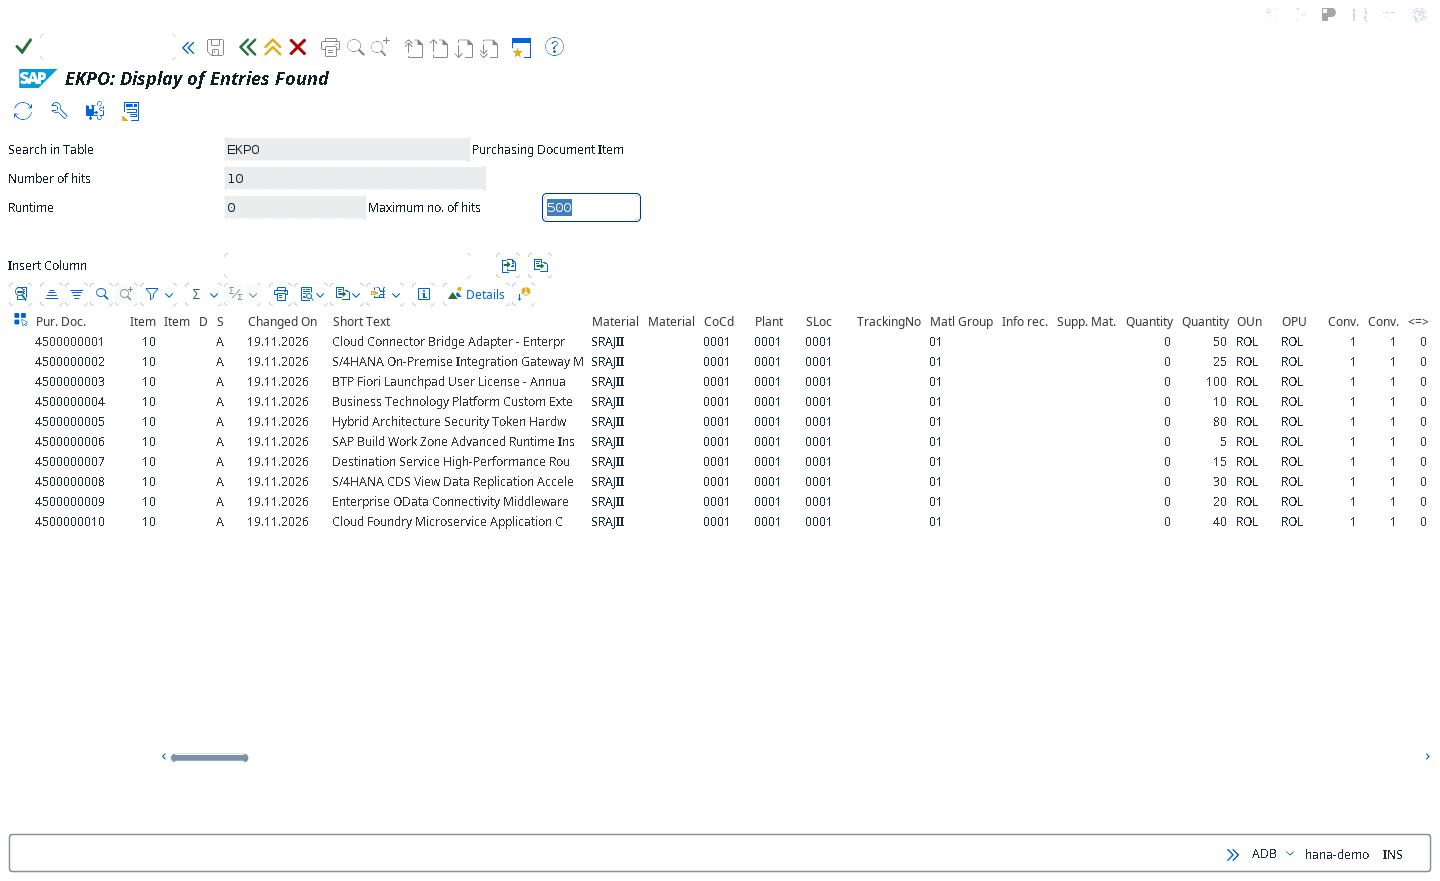 SAP EKPO: Display of Entries Found
Search in Table EKPO Purchasing Document Item
Number of hits 10
Runtime 0 Maximum no. of hits 500
Insert Column
Details
Pur. Doc. Item Item D S Changed On Short Text Material Material CoCd Plant SLoc TrackingNo Matl Group Info rec. Supp. Mat. Quantity Quantity OUn OPU Conv. Conv. <=>
4500000001 10 A 19.11.2026 Cloud Connector Bridge Adapter - Enterpr SRAJII 0001 0001 0001 01 0 50 ROL ROL 1 1 0
4500000002 10 A 19.11.2026 S/4HANA On-Premise Integration Gateway M SRAJII 0001 0001 0001 01 0 25 ROL ROL 1 1 0
4500000003 10 A 19.11.2026 BTP Fiori Launchpad User License - Annua SRAJII 0001 0001 0001 01 0 100 ROL ROL 1 1 0
4500000004 10 A 19.11.2026 Business Technology Platform Custom Exte SRAJII 0001 0001 0001 01 0 10 ROL ROL 1 1 0
4500000005 10 A 19.11.2026 Hybrid Architecture Security Token Hardw SRAJII 0001 0001 0001 01 0 80 ROL ROL 1 1 0
4500000006 10 A 19.11.2026 SAP Build Work Zone Advanced Runtime Ins SRAJII 0001 0001 0001 01 0 5 ROL ROL 1 1 0
4500000007 10 A 19.11.2026 Destination Service High-Performance Rou SRAJII 0001 0001 0001 01 0 15 ROL ROL 1 1 0
4500000008 10 A 19.11.2026 S/4HANA CDS View Data Replication Accele SRAJII 0001 0001 0001 01 0 30 ROL ROL 1 1 0
4500000009 10 A 19.11.2026 Enterprise OData Connectivity Middleware SRAJII 0001 0001 0001 01 0 20 ROL ROL 1 1 0
4500000010 10 A 19.11.2026 Cloud Foundry Microservice Application C SRAJII 0001 0001 0001 01 0 40 ROL ROL 1 1 0
ADB hana-demo INS